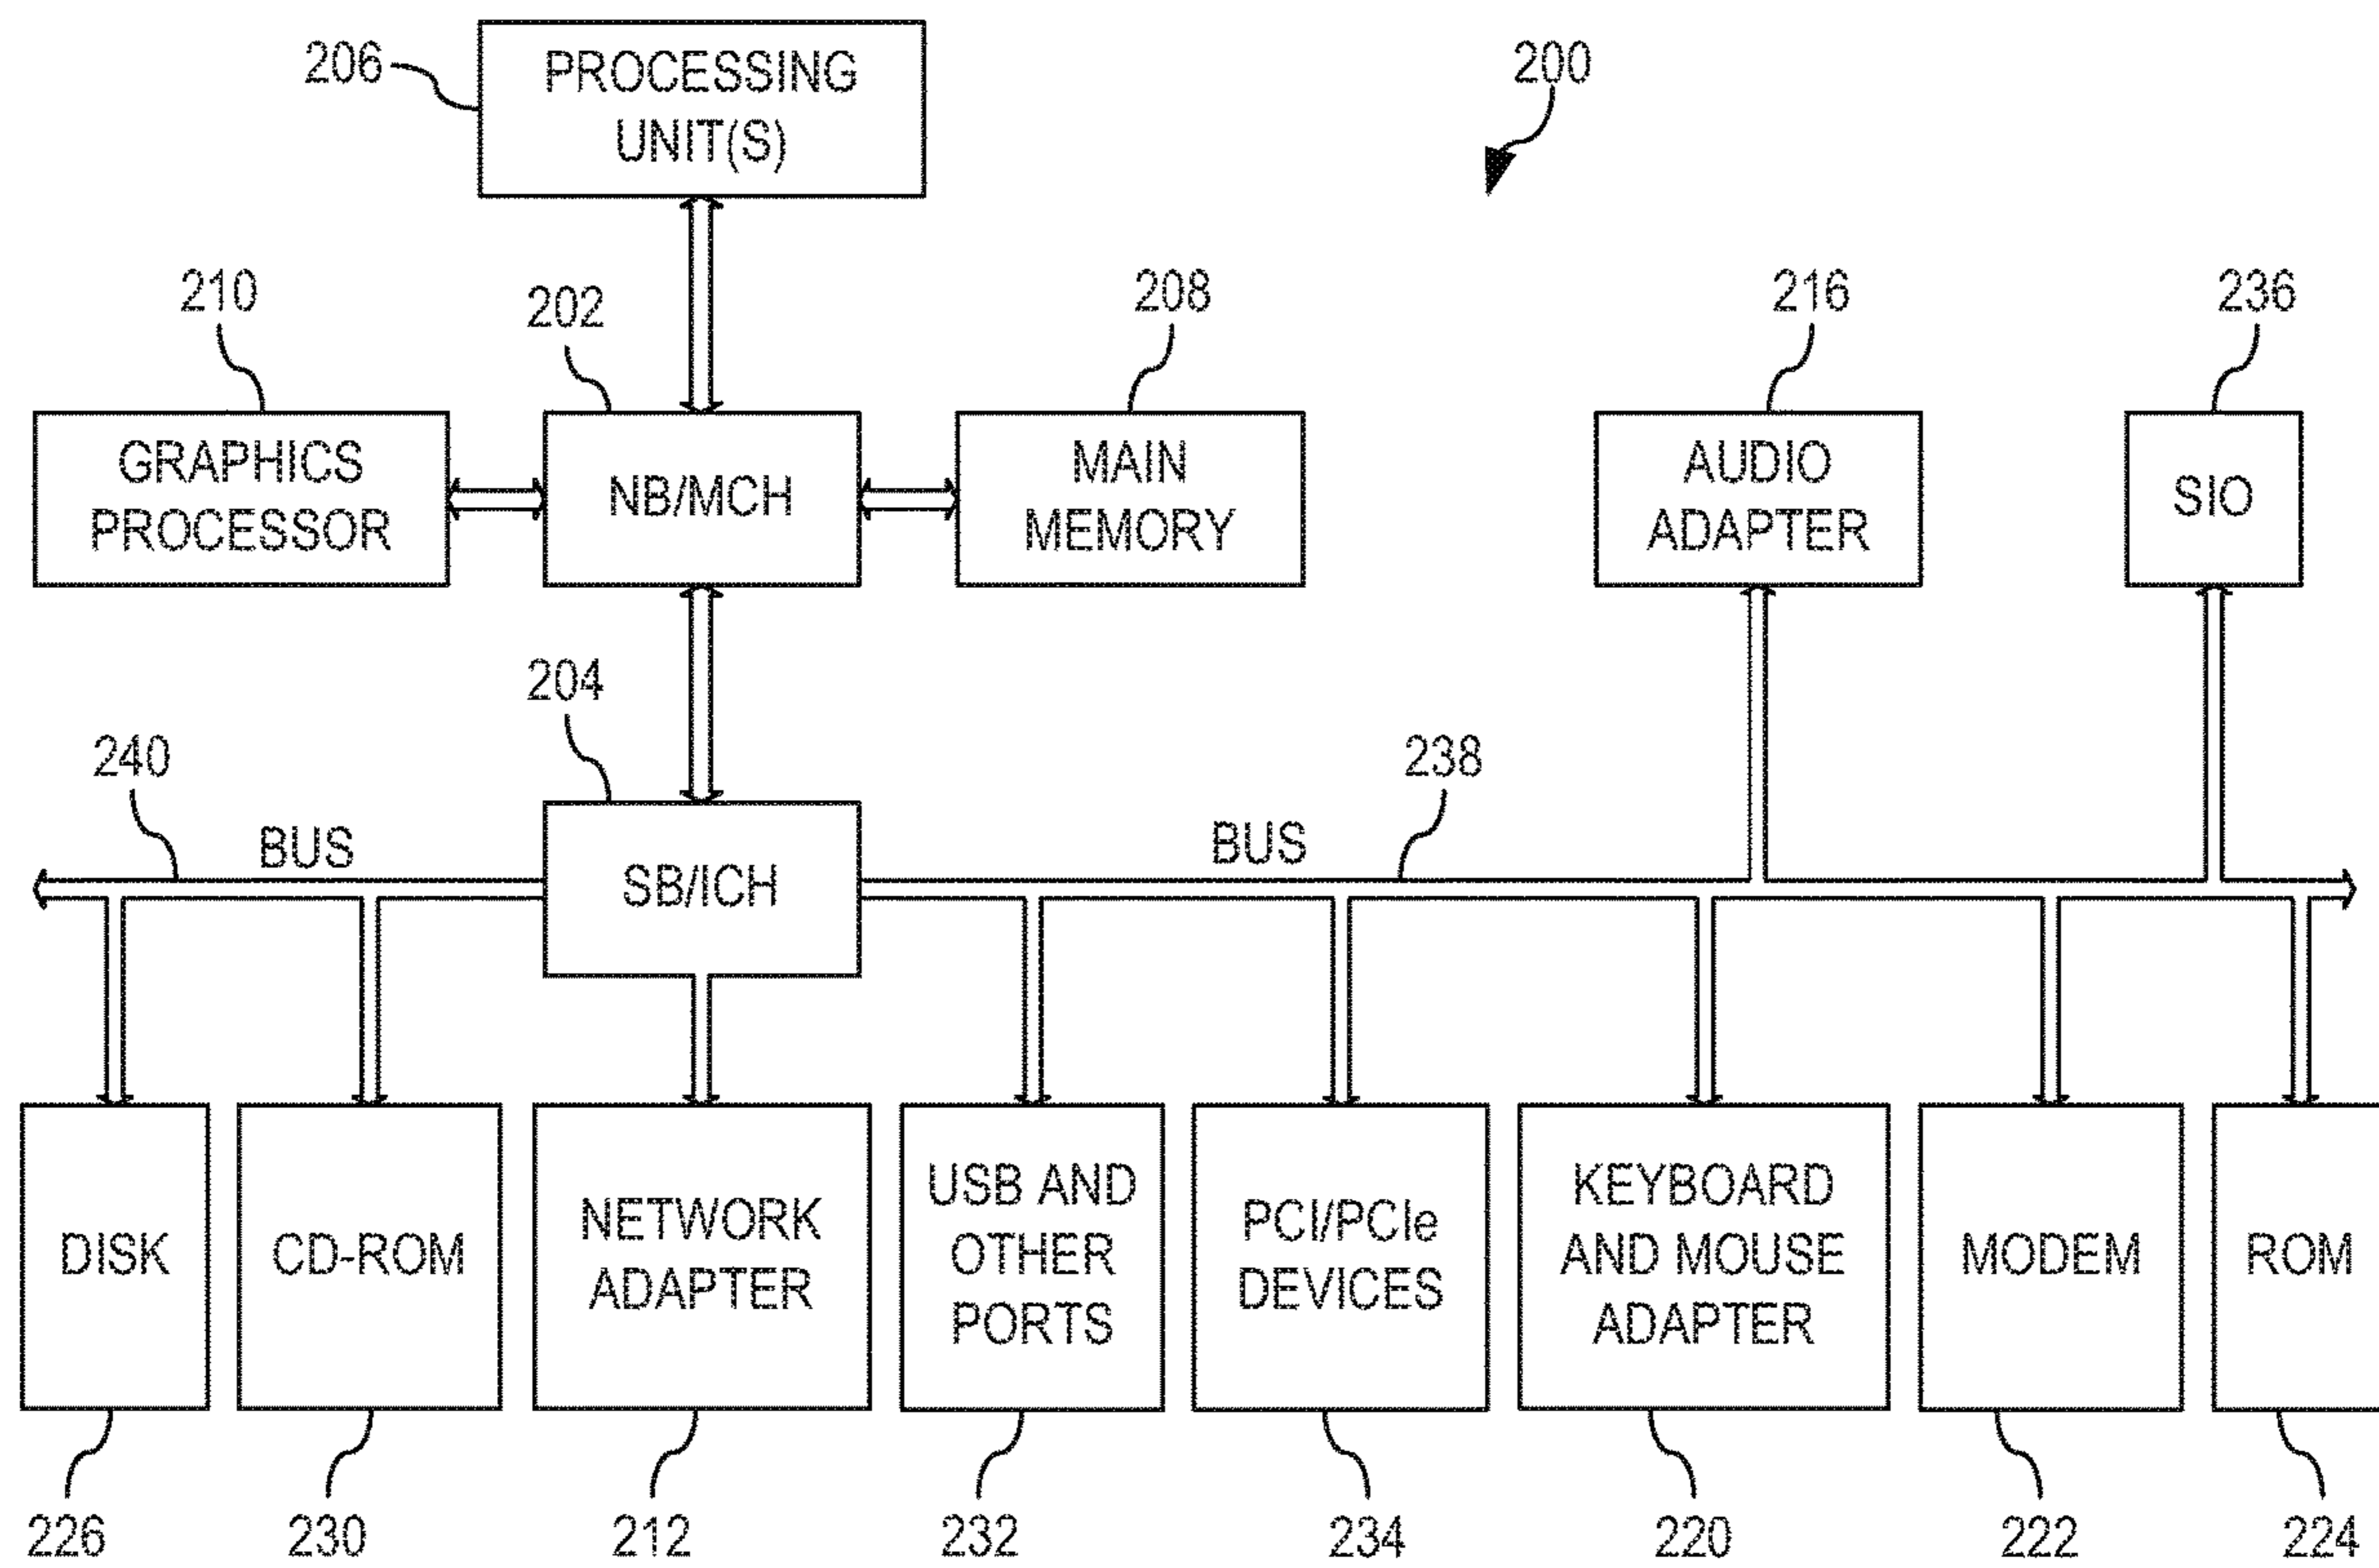 206
PROCESSING
UNIT(S)
200
210
202
208
216
236
GRAPHICS
PROCESSOR
NB/MCH
MAIN
MEMORY
AUDIO
ADAPTER
SIO
204
240
238
BUS
BUS
SB/ICH
DISK
CD-ROM
NETWORK
ADAPTER
USB AND
OTHER
PORTS
PCI/PCIe
DEVICES
KEYBOARD
AND MOUSE
ADAPTER
MODEM
ROM
226
230
212
232
234
220
222
224